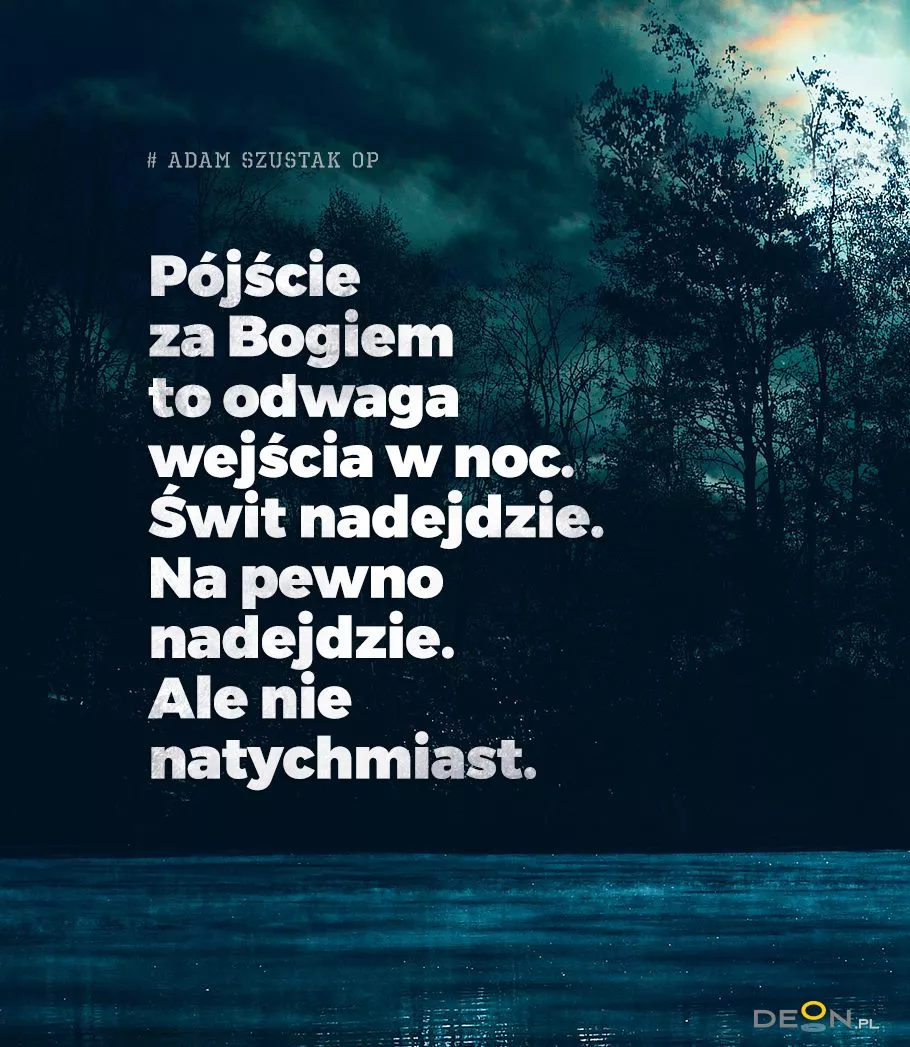 # ADAM SZUSTAK OP
Pójście
za Bogiem
to odwaga
wejścia w noc.
Świt nadejdzie.
Na pewno
nadejdzie.
Ale nie
natychmiast.
DEON.PL